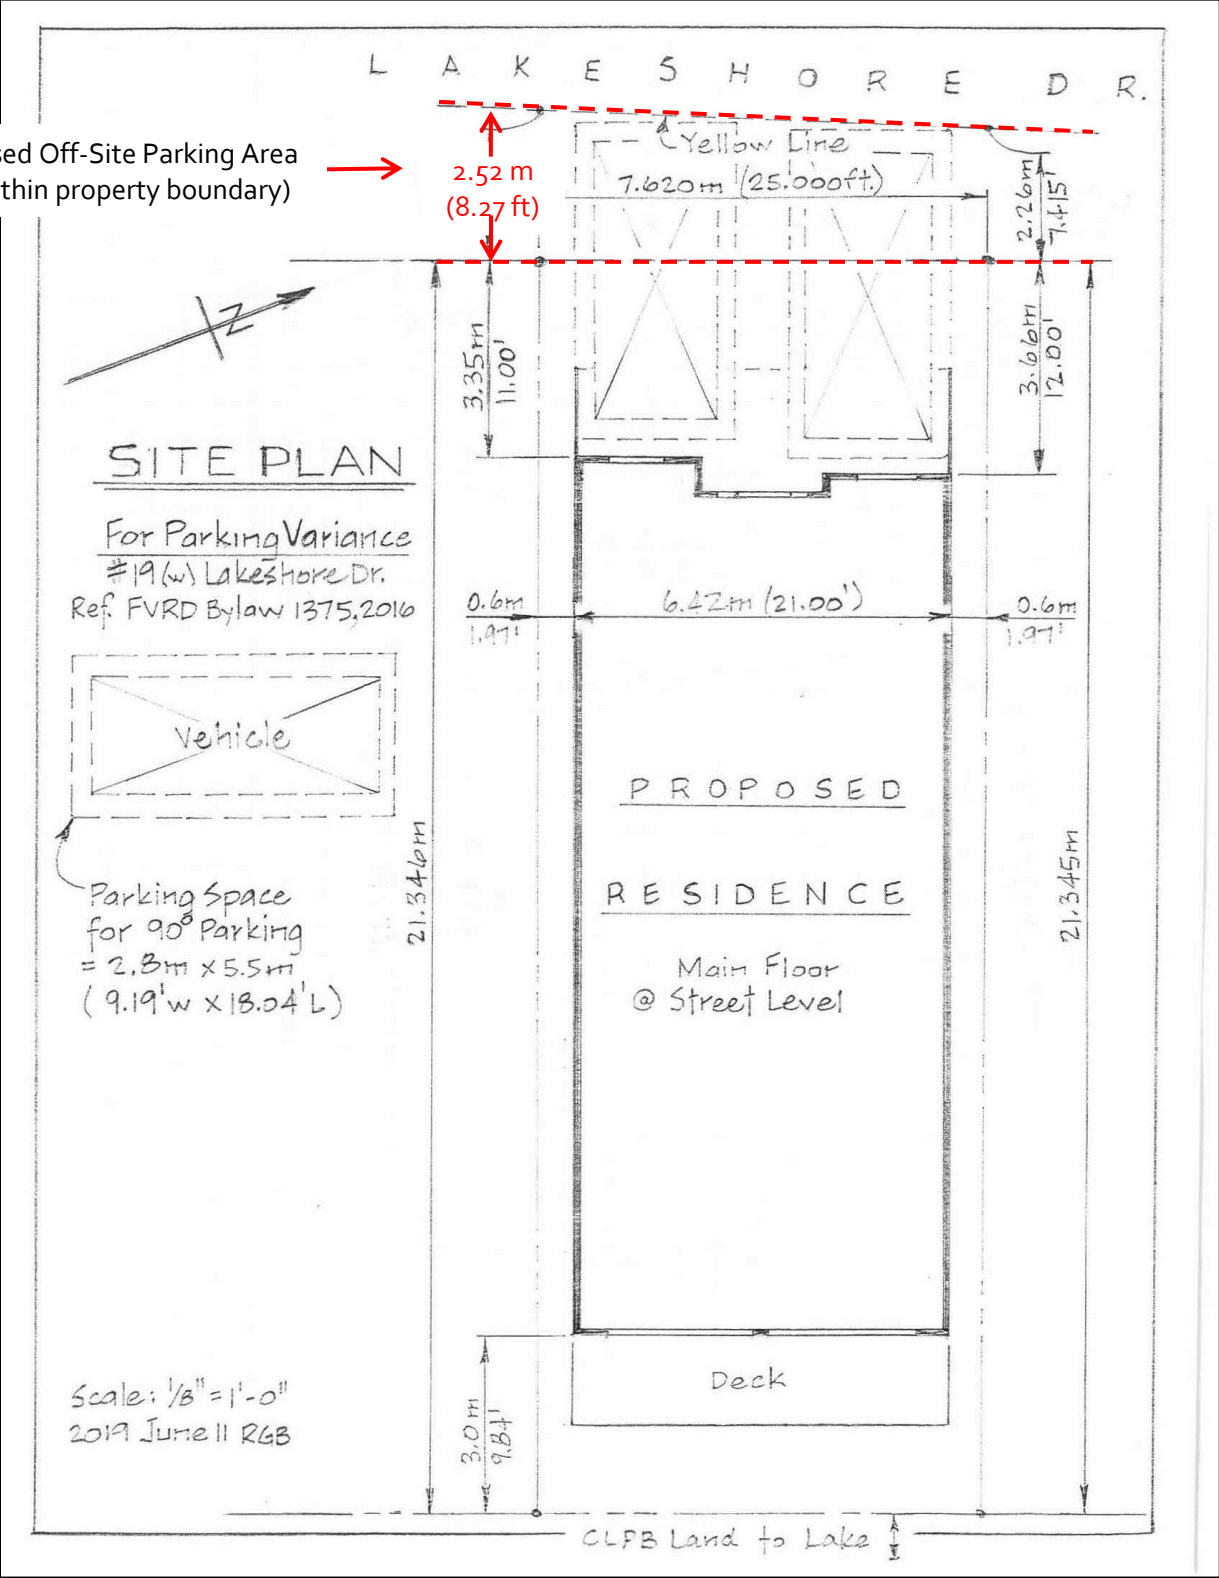 L A K E S H O R E D R.
sed Off-Site Parking Area
thin property boundary)
2.52 m
(8.27 ft)
Yellow Line
7.620m (25.000ft.)
2.26m
7.415'
N
3.35m
11.00'
3.66m
12.00'
SITE PLAN
For Parking Variance
#19(w) Lakeshore Dr.
Ref. FVRD Bylaw 1375,2016
0.6m
1.97'
6.42m (21.00')
0.6m
1.97'
Vehicle
PROPOSED
RESIDENCE
Main Floor
@ Street Level
21.346m
21.345m
Parking Space
for 90° Parking
= 2.8m x 5.5m
(9.19'w x 18.04'L)
Deck
Scale: 1/8" = 1'-0"
2019 June 11 RGB
3.0m
9.84'
CLPB Land to Lake